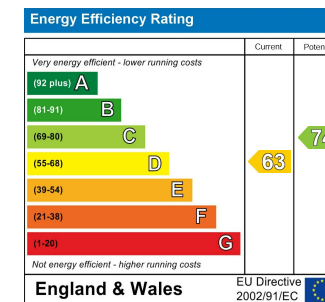 Energy Efficiency Rating
Current
Very energy efficient - lower running costs
(92 plus) A
(81-91) B
(69-80) C
(55-68) D
63
(39-54) E
(21-38) F
(1-20) G
Not energy efficient - higher running costs
England & Wales
EU Directive
2002/91/EC